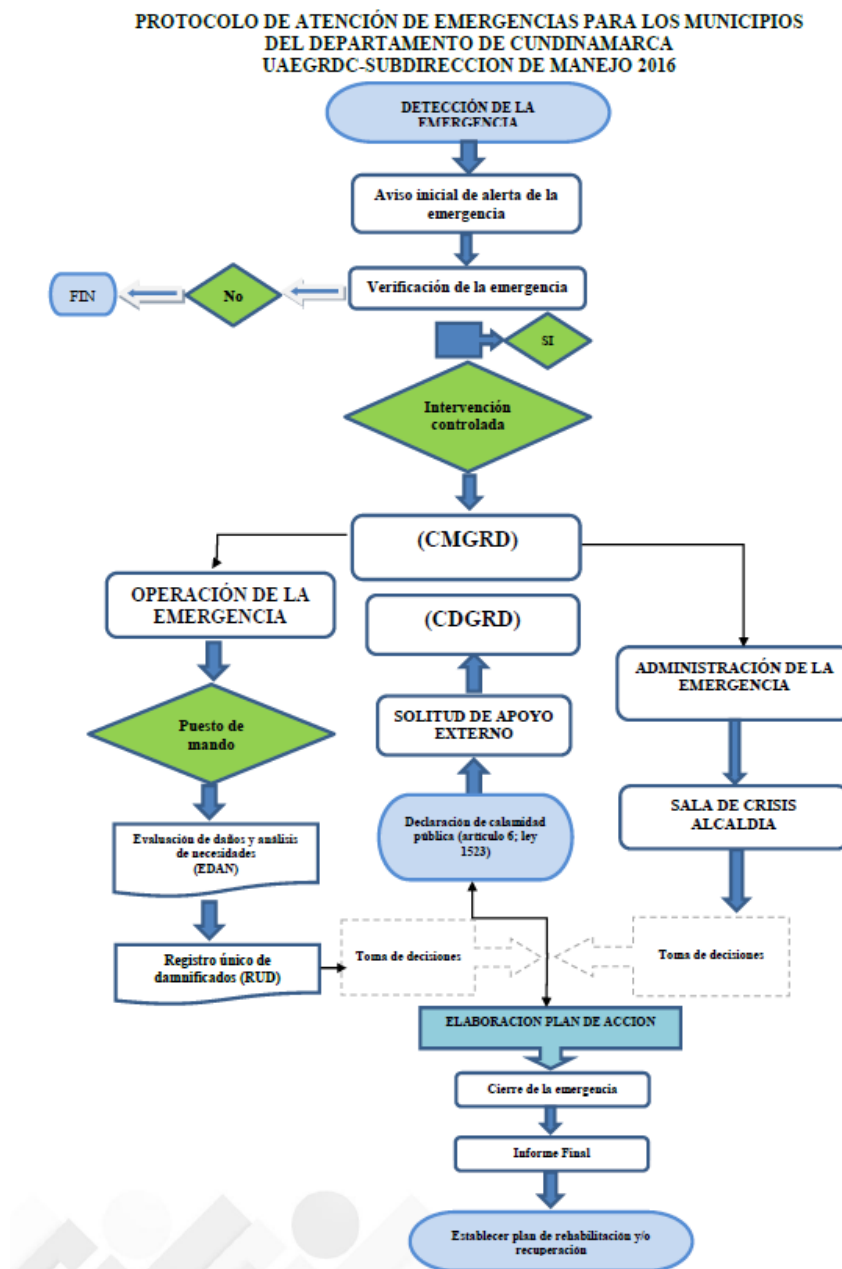 PROTOCOLO DE ATENCIÓN DE EMERGENCIAS PARA LOS MUNICIPIOS
DEL DEPARTAMENTO DE CUNDINAMARCA
UAEGRDC-SUBDIRECCION DE MANEJO 2016
DETECCIÓN DE LA
EMERGENCIA
Aviso inicial de alerta de la
emergencia
Verificación de la emergencia
No
FIN
SI
Intervención
controlada
(CMGRD)
OPERACIÓN DE LA
EMERGENCIA
(CDGRD)
ADMINISTRACIÓN DE LA
EMERGENCIA
Puesto de
mando
SOLITUD DE APOYO
EXTERNO
SALA DE CRISIS
ALCALDIA
Evaluación de daños y análisis
de necesidades
(EDAN)
Declaración de calamidad
pública (artículo 6; ley
1523)
Registro único de
damnificados (RUD)
Toma de decisiones
Toma de decisiones
ELABORACION PLAN DE ACCION
Cierre de la emergencia
Informe Final
Establecer plan de rehabilitación y/o
recuperación